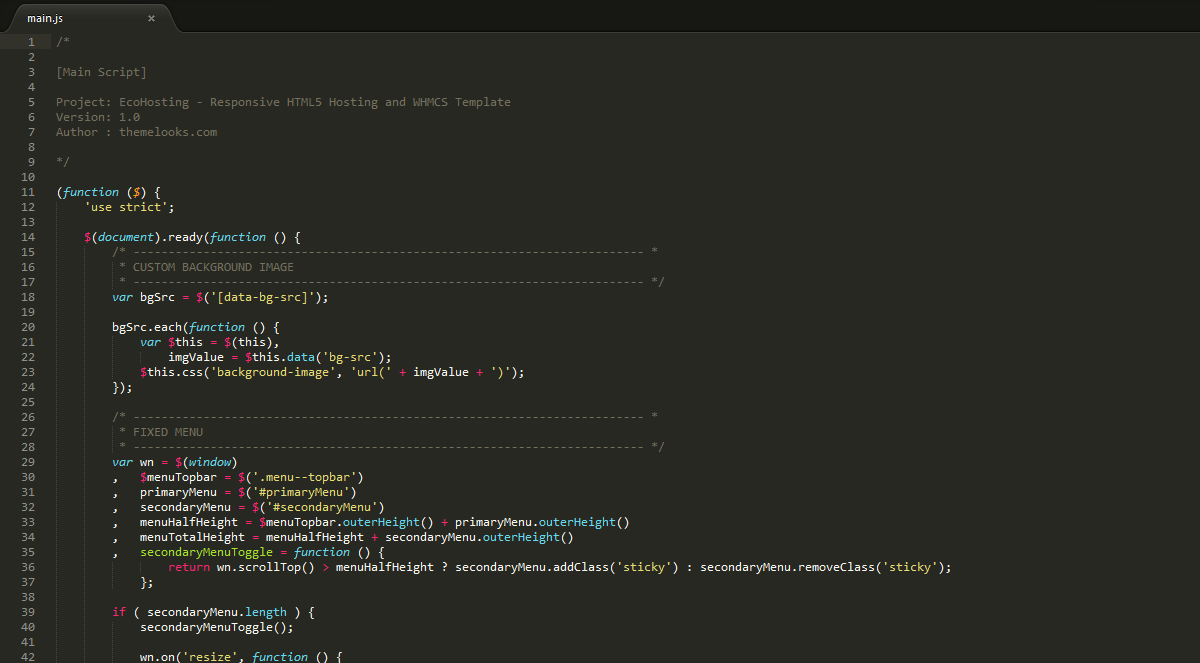 main.js ×
1 /*
2
3 [Main Script]
4
5 Project: EcoHosting - Responsive HTML5 Hosting and WHMCS Template
6 Version: 1.0
7 Author : themelooks.com
8
9 */
10
11 (function ($) {
12     'use strict';
13
14     $(document).ready(function () {
15         /* ------------------------------------------------------------------------- *
16          * CUSTOM BACKGROUND IMAGE
17          * ------------------------------------------------------------------------- */
18         var bgSrc = $('[data-bg-src]');
19
20         bgSrc.each(function () {
21             var $this = $(this),
22                 imgValue = $this.data('bg-src');
23             $this.css('background-image', 'url(' + imgValue + ')');
24         });
25
26         /* ------------------------------------------------------------------------- *
27          * FIXED MENU
28          * ------------------------------------------------------------------------- */
29         var wn = $(window)
30         ,   $menuTopbar = $('.menu--topbar')
31         ,   primaryMenu = $('#primaryMenu')
32         ,   secondaryMenu = $('#secondaryMenu')
33         ,   menuHalfHeight = $menuTopbar.outerHeight() + primaryMenu.outerHeight()
34         ,   menuTotalHeight = menuHalfHeight + secondaryMenu.outerHeight()
35         ,   secondaryMenuToggle = function () {
36                 return wn.scrollTop() > menuHalfHeight ? secondaryMenu.addClass('sticky') : secondaryMenu.removeClass('sticky');
37             };
38
39         if ( secondaryMenu.length ) {
40             secondaryMenuToggle();
41
42             wn.on('resize', function () {